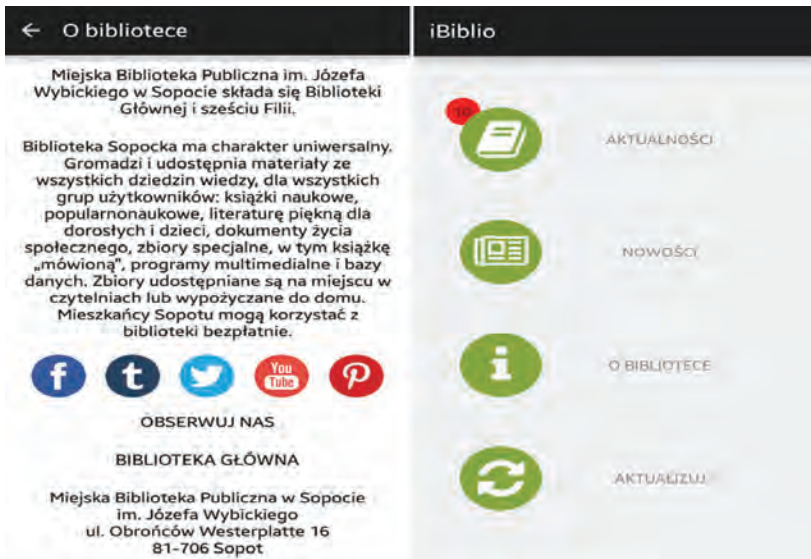 O bibliotece
Miejska Biblioteka Publiczna im. Józefa
Wybickiego w Sopocie składa się Biblioteki
Głównej i sześciu Filii.
Biblioteka Sopocka ma charakter uniwersalny.
Gromadzi i udostępnia materiały ze
wszystkich dziedzin wiedzy, dla wszystkich
grup użytkowników: książki naukowe,
popularnonaukowe, literaturę piękną dla
dorosłych i dzieci, dokumenty życia
społecznego, zbiory specjalne, w tym książkę
„mówioną”, programy multimedialne i bazy
danych. Zbiory udostępniane są na miejscu w
czytelniach lub wypożyczane do domu.
Mieszkańcy Sopotu mogą korzystać z
biblioteki bezpłatnie.
f t You
Tube
OBSERWUJ NAS
BIBLIOTEKA GŁÓWNA
Miejska Biblioteka Publiczna w Sopocie
im. Józefa Wybickiego
ul. Obrońców Westerplatte 16
81-706 Sopot
iBiblio
10
AKTUALNOŚCI
NOWOŚCI
O BIBLIOTECE
AKTUALIZUJ